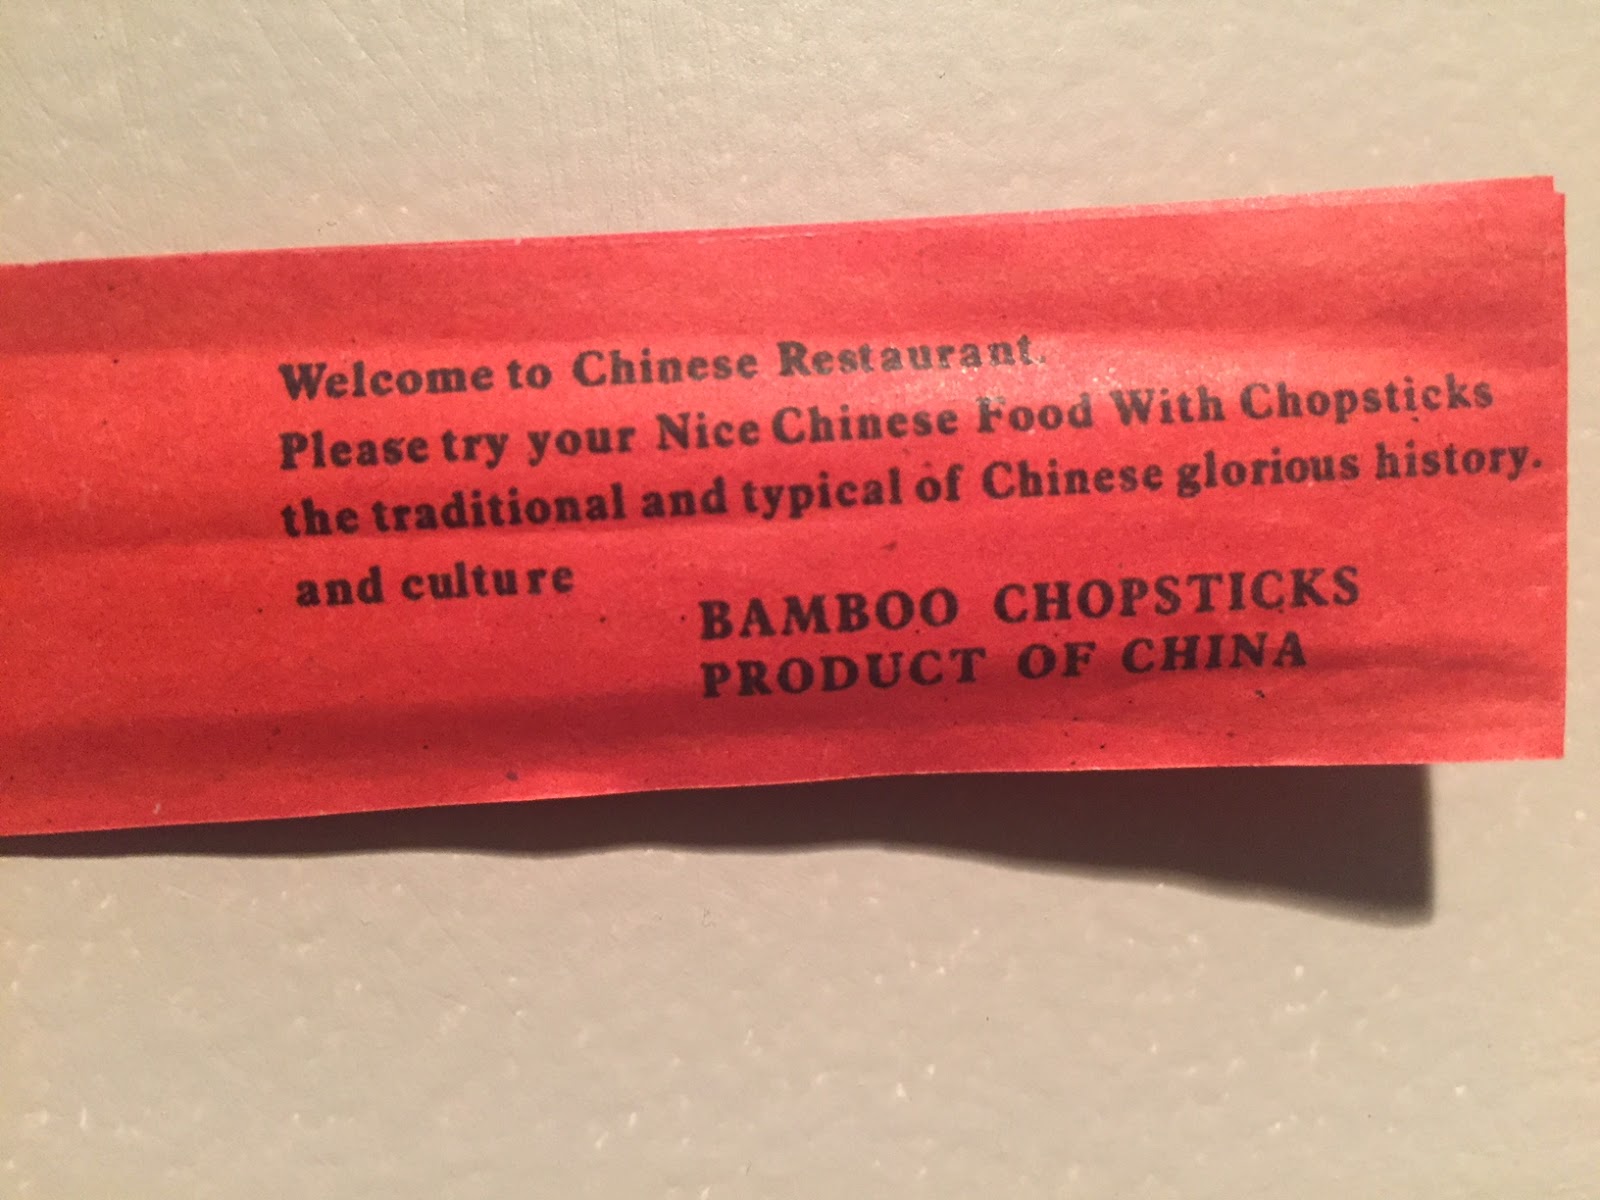 Welcome to Chinese Restaurant.
Please try your Nice Chinese Food With Chopsticks
the traditional and typical of Chinese glorious history.
and culture
BAMBOO CHOPSTICKS
PRODUCT OF CHINA